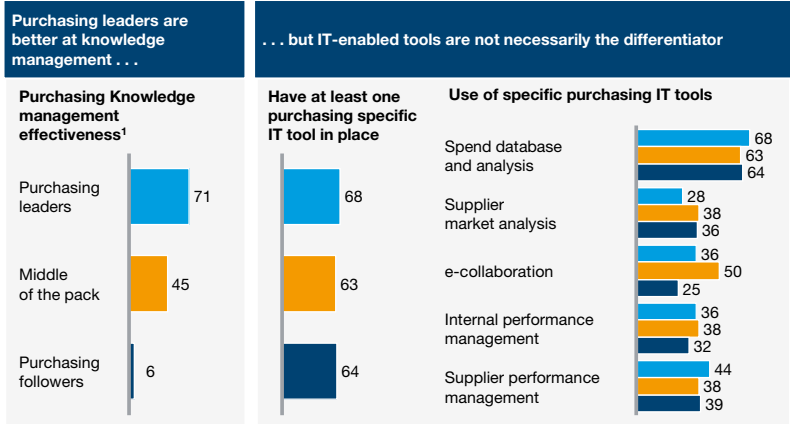 Purchasing leaders are
better at knowledge
management . . .
. . . but IT-enabled tools are not necessarily the differentiator
Purchasing Knowledge
management
effectiveness¹
Purchasing
leaders
71
Middle
of the pack
45
Purchasing
followers
6
Have at least one
purchasing specific
IT tool in place
68
63
64
Use of specific purchasing IT tools
Spend database
and analysis
68
63
64
Supplier
market analysis
28
38
36
e-collaboration
36
50
25
Internal performance
management
36
38
32
Supplier performance
management
44
38
39